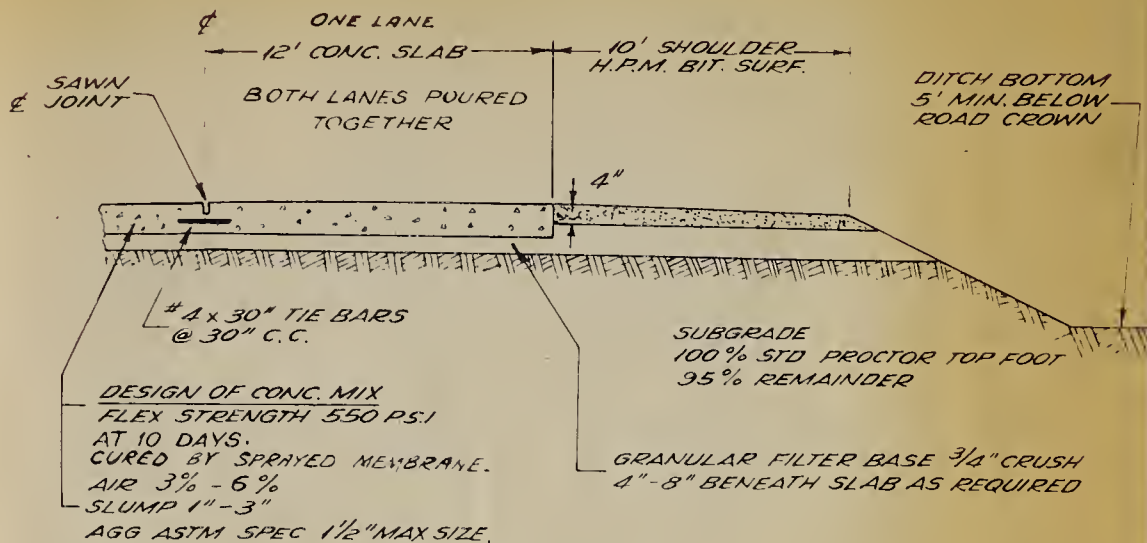 ℄
ONE LANE
12' CONC. SLAB
10' SHOULDER
H.P.M. BIT. SURF.
SAWN
℄ JOINT
BOTH LANES POURED
TOGETHER
DITCH BOTTOM
5' MIN. BELOW
ROAD CROWN
4"
#4 x 30" TIE BARS
@ 30" C.C.
SUBGRADE
100% STD PROCTOR TOP FOOT
95% REMAINDER
DESIGN OF CONC. MIX
FLEX STRENGTH 550 P.S.I
AT 10 DAYS.
CURED BY SPRAYED MEMBRANE.
AIR 3% - 6%
SLUMP 1" - 3"
AGG ASTM SPEC 1 1/2" MAX SIZE.
GRANULAR FILTER BASE 3/4" CRUSH
4"-8" BENEATH SLAB AS REQUIRED